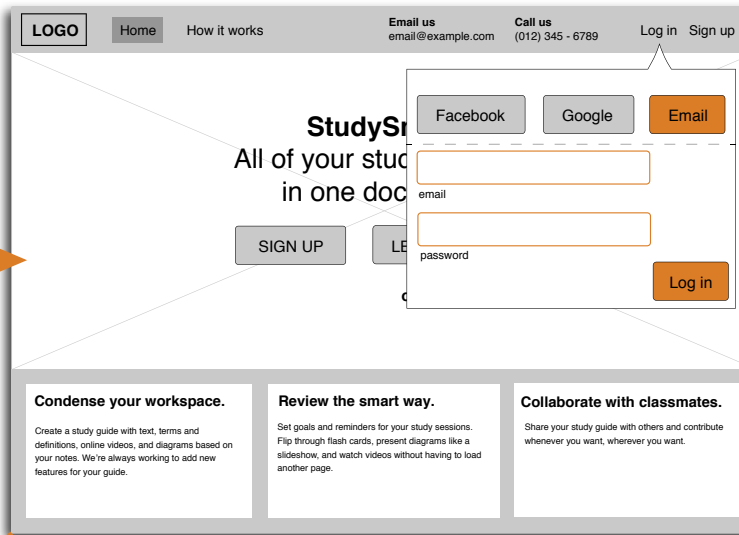 LOGO
Home
How it works
Email us
email@example.com
Call us
(012) 345 - 6789
Log in
Sign up
Facebook
Google
Email
email
password
Log in
All of your
in one
SIGN UP
Condense your workspace.
Create a study guide with text, terms and
definitions, online videos, and diagrams based on
your notes. We're always working to add new
features for your guide.
Review the smart way.
Set goals and reminders for your study sessions.
Flip through flash cards, present diagrams like a
slideshow, and watch videos without having to load
another page.
Collaborate with classmates.
Share your study guide with others and contribute
whenever you want, wherever you want.